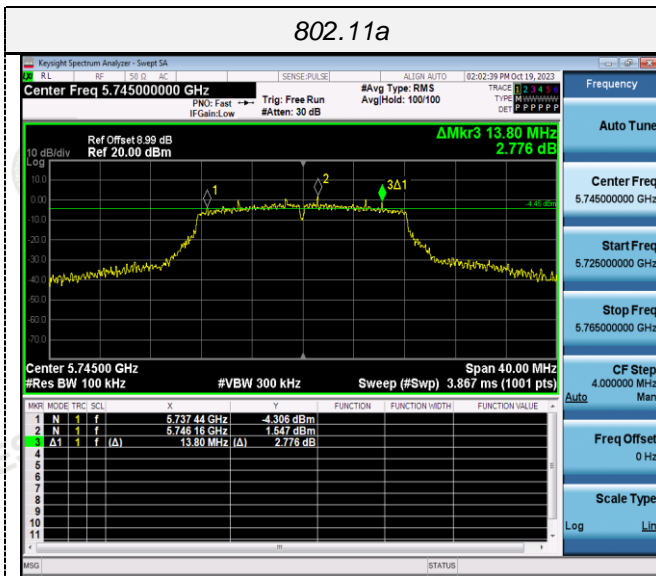 802.11a
Keysight Spectrum Analyzer - Swept SA
RL RF 50 Ω AC SENSE:PULSE ALIGN AUTO 02:02:39 PM Oct 19, 2023
Center Freq 5.745000000 GHz
PNO: Fast
IFGain:Low
Trig: Free Run
#Atten: 30 dB
#Avg Type: RMS
Avg|Hold: 100/100
TRACE 1 2 3 4 5 6
TYPE M W W W W W
DET P P P P P P
Ref Offset 8.99 dB
10 dB/div Ref 20.00 dBm
ΔMkr3 13.80 MHz
2.776 dB
Log
10.0
0.00
-10.0
-20.0
-30.0
-40.0
-50.0
-60.0
-70.0
1
2
3Δ1
-4.45 dBm
Center 5.74500 GHz Span 40.00 MHz
#Res BW 100 kHz #VBW 300 kHz Sweep (#Swp) 3.867 ms (1001 pts)
MKR MODE TRC SCL X Y FUNCTION FUNCTION WIDTH FUNCTION VALUE
1 N 1 f 5.737 44 GHz -4.306 dBm
2 N 1 f 5.746 16 GHz 1.547 dBm
3 Δ1 1 f (Δ) 13.80 MHz (Δ) 2.776 dB
4
5
6
7
8
9
10
11
MSG STATUS
Frequency
Auto Tune
Center Freq
5.745000000 GHz
Start Freq
5.725000000 GHz
Stop Freq
5.765000000 GHz
CF Step
4.000000 MHz
Auto Man
Freq Offset
0 Hz
Scale Type
Log Lin